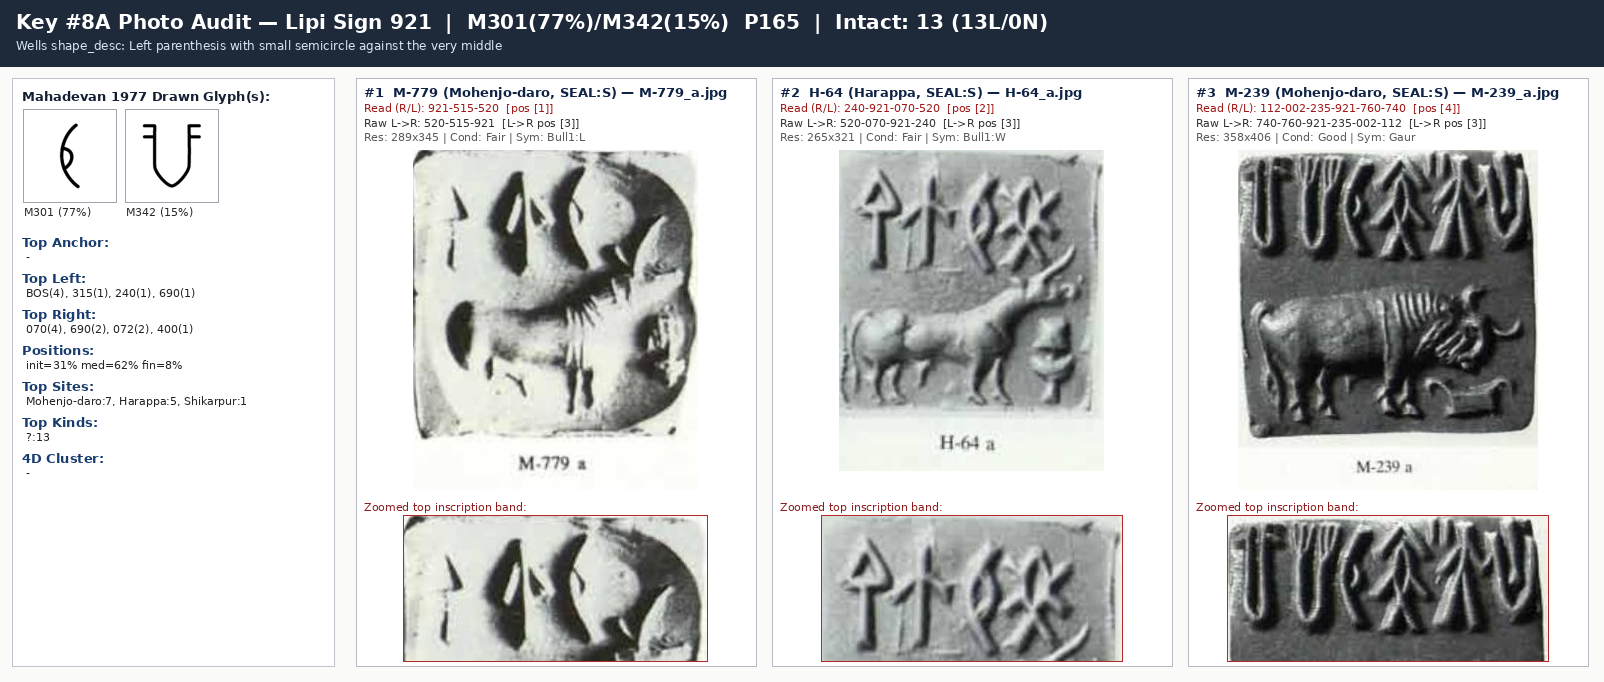 Key #8A Photo Audit — Lipi Sign 921 | M301(77%)/M342(15%) P165 | Intact: 13 (13L/0N)
Wells shape_desc: Left parenthesis with small semicircle against the very middle
Mahadevan 1977 Drawn Glyph(s):
M301 (77%) M342 (15%)
Top Anchor:
-
Top Left:
BOS(4), 315(1), 240(1), 690(1)
Top Right:
070(4), 690(2), 072(2), 400(1)
Positions:
init=31% med=62% fin=8%
Top Sites:
Mohenjo-daro:7, Harappa:5, Shikarpur:1
Top Kinds:
?:13
4D Cluster:
-
#1 M-779 (Mohenjo-daro, SEAL:S) — M-779_a.jpg
Read (R/L): 921-515-520 [pos [1]]
Raw L->R: 520-515-921 [L->R pos [3]]
Res: 289x345 | Cond: Fair | Sym: Bull1:L
M-779 a
Zoomed top inscription band:
#2 H-64 (Harappa, SEAL:S) — H-64_a.jpg
Read (R/L): 240-921-070-520 [pos [2]]
Raw L->R: 520-070-921-240 [L->R pos [3]]
Res: 265x321 | Cond: Fair | Sym: Bull1:W
H-64 a
Zoomed top inscription band:
#3 M-239 (Mohenjo-daro, SEAL:S) — M-239_a.jpg
Read (R/L): 112-002-235-921-760-740 [pos [4]]
Raw L->R: 740-760-921-235-002-112 [L->R pos [3]]
Res: 358x406 | Cond: Good | Sym: Gaur
M-239 a
Zoomed top inscription band: